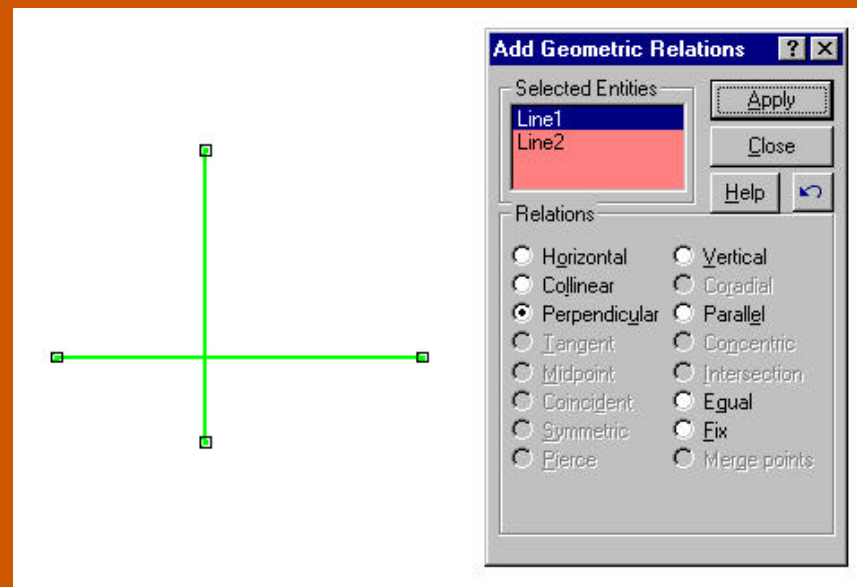 Add Geometric Relations
Selected Entities
Line1
Line2
Apply
Close
Help
Relations
Horizontal Vertical
Collinear Coradial
Perpendicular Parallel
Tangent Concentric
Midpoint Intersection
Coincident Equal
Symmetric Fix
Pierce Merge points